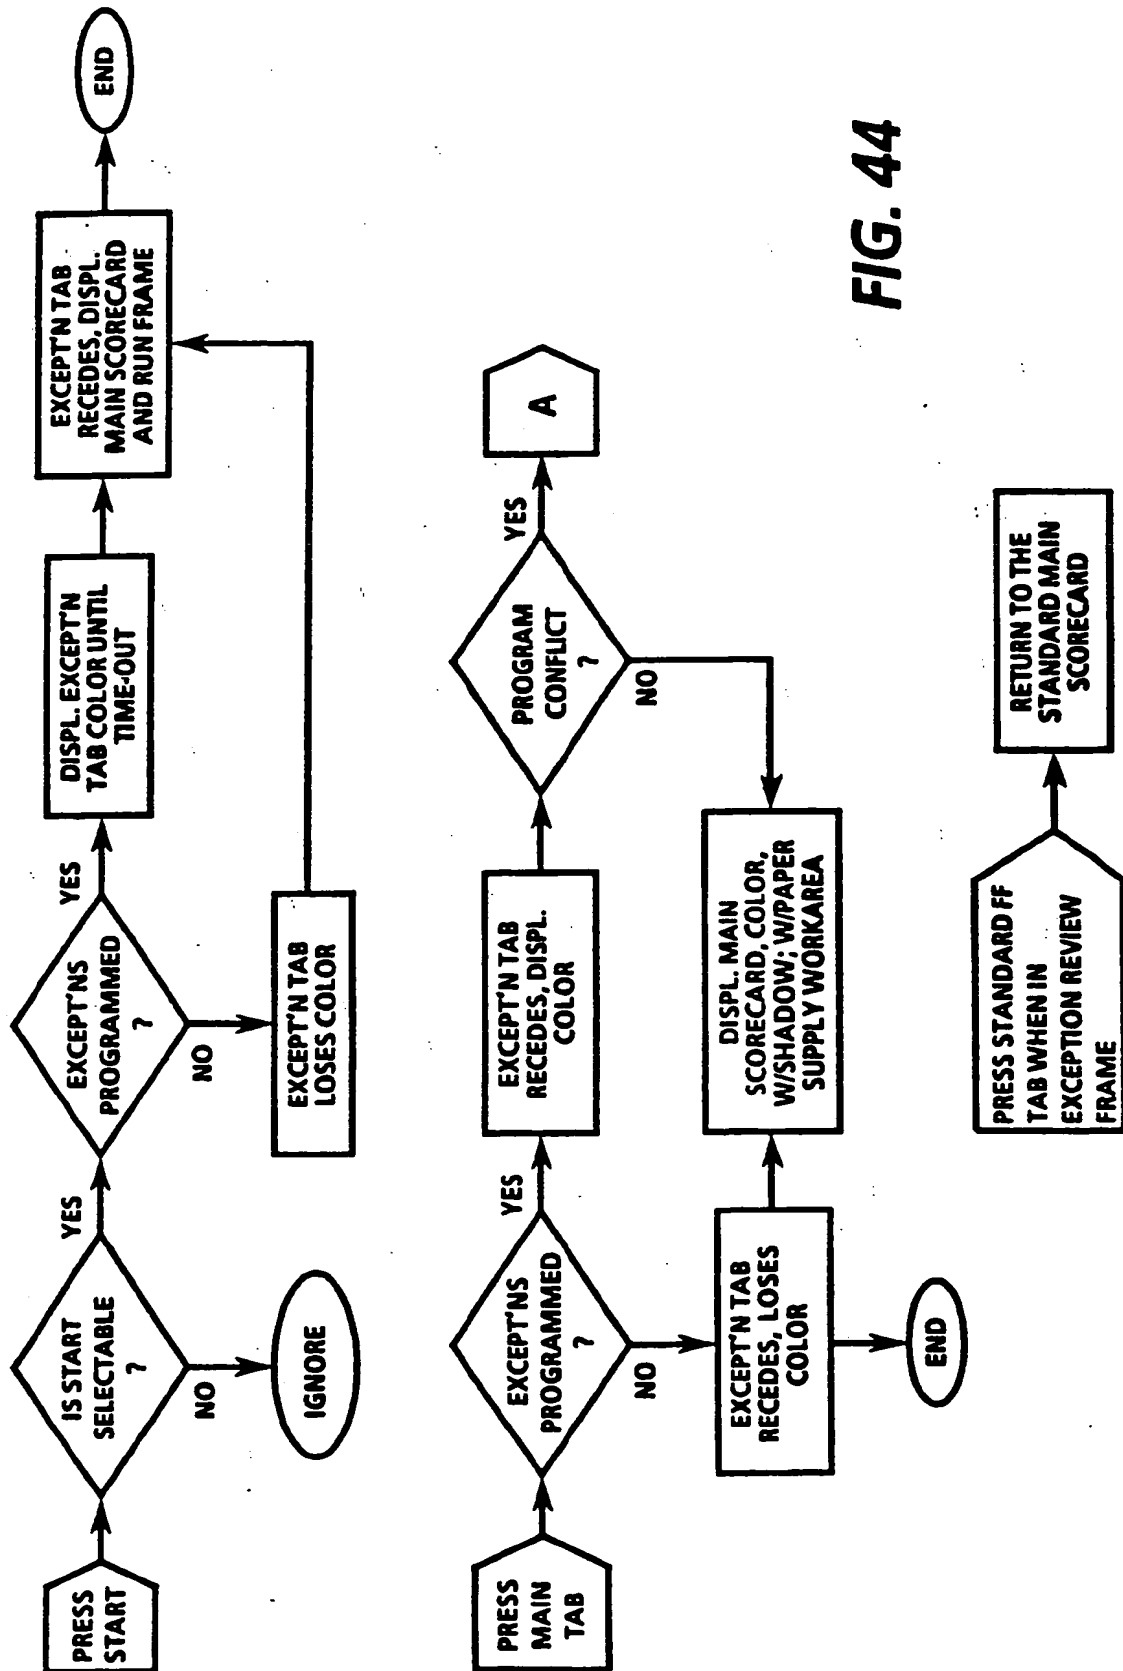 PRESS
START
IS START
SELECTABLE
?
YES
NO
IGNORE
EXCEPT'NS
PROGRAMMED
?
YES
NO
EXCEPT'N TAB
LOSES COLOR
DISPL. EXCEPT'N
TAB COLOR UNTIL
TIME-OUT
EXCEPT'N TAB
RECEDES, DISPL.
MAIN SCORECARD
AND RUN FRAME
END
PRESS
MAIN
TAB
EXCEPT'NS
PROGRAMMED
?
YES
NO
EXCEPT'N TAB
RECEDES, LOSES
COLOR
END
EXCEPT'N TAB
RECEDES, DISPL.
COLOR
PROGRAM
CONFLICT
?
YES
NO
A
DISPL. MAIN
SCORECARD, COLOR,
W/SHADOW; W/PAPER
SUPPLY WORKAREA
PRESS STANDARD FF
TAB WHEN IN
EXCEPTION REVIEW
FRAME
RETURN TO THE
STANDARD MAIN
SCORECARD
FIG. 44